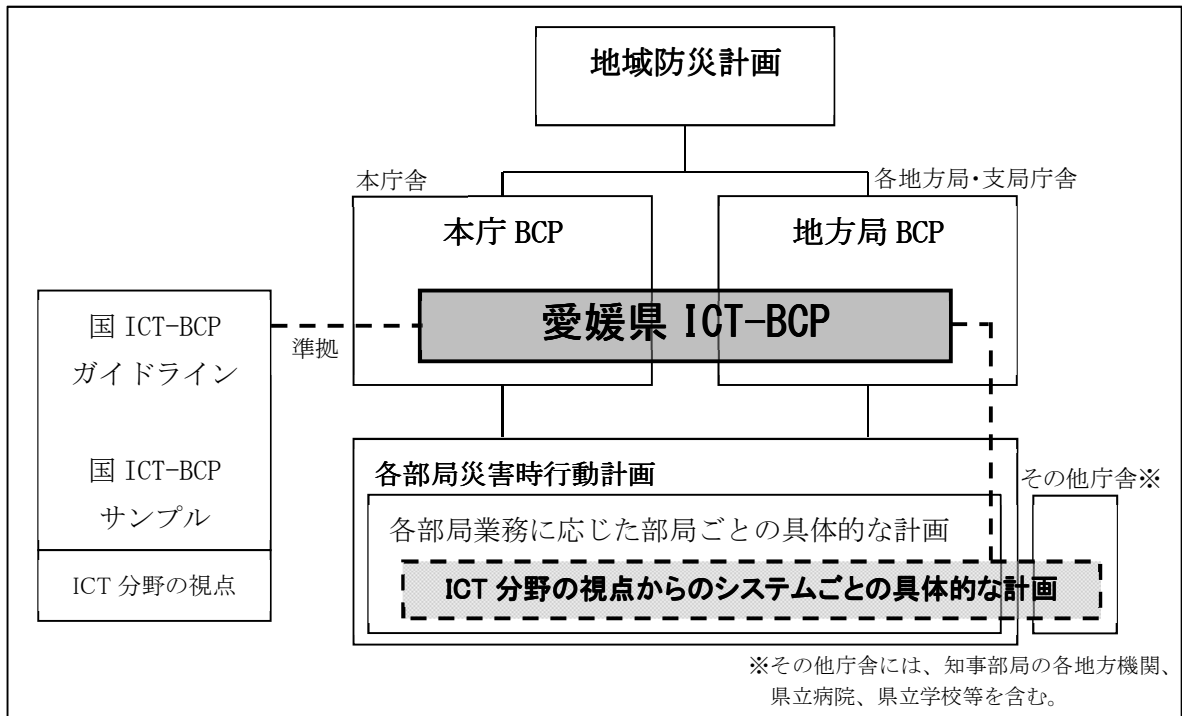 地域防災計画
本庁舎
各地方局・支局庁舎
本庁 BCP
地方局 BCP
愛媛県 ICT-BCP
国 ICT-BCP
ガイドライン
準拠
国 ICT-BCP
サンプル
ICT 分野の視点
各部局災害時行動計画
その他庁舎※
各部局業務に応じた部局ごとの具体的な計画
ICT 分野の視点からのシステムごとの具体的な計画
※その他庁舎には、知事部局の各地方機関、
県立病院、県立学校等を含む。